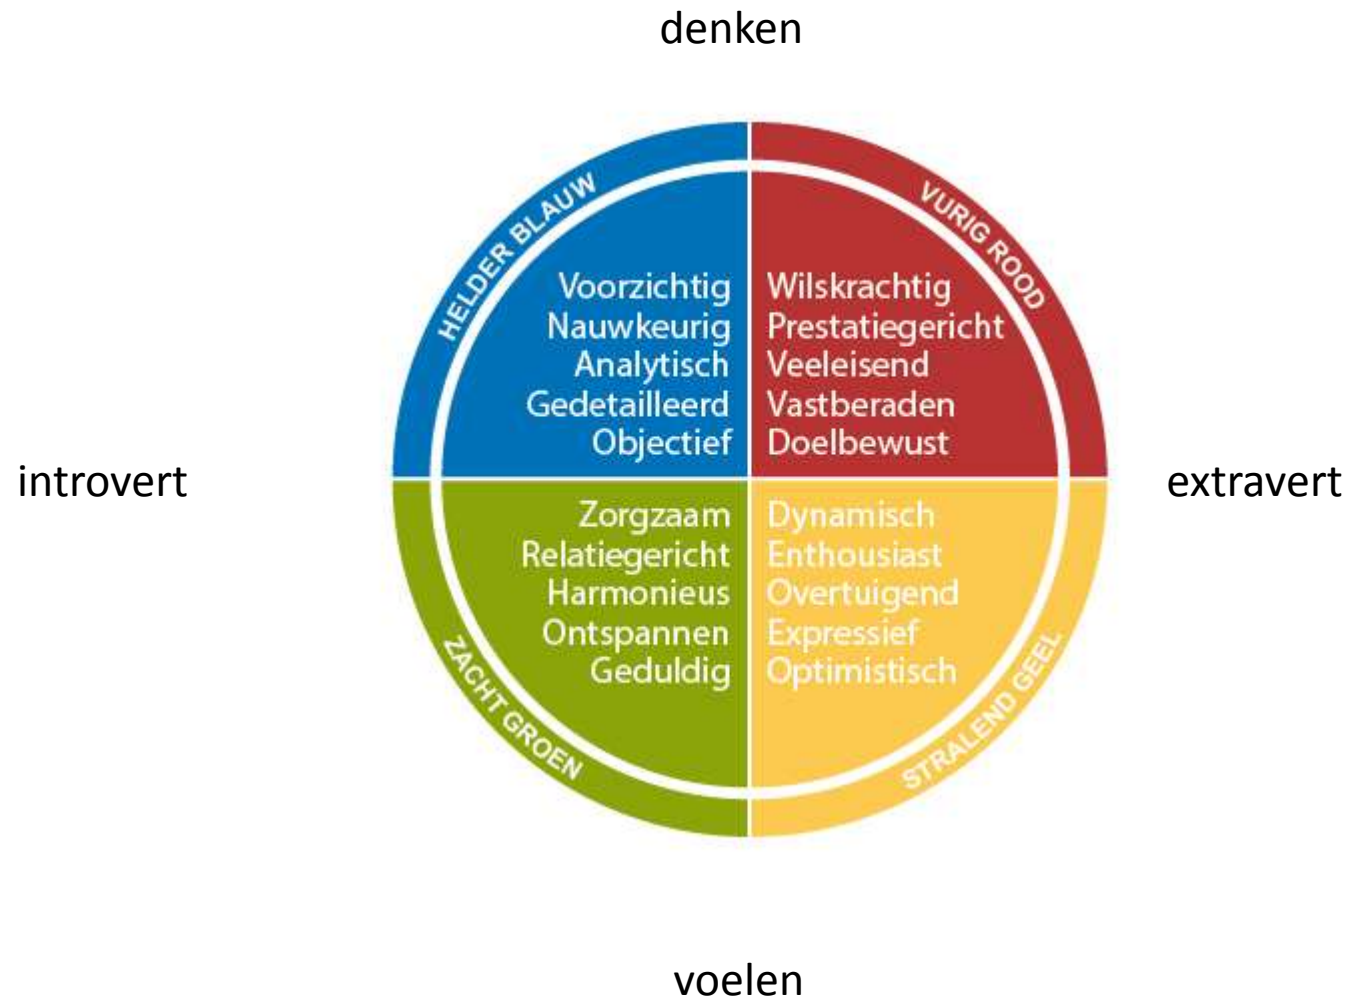 denken
HELDER BLAUW
VURIG ROOD
Voorzichtig
Nauwkeurig
Analytisch
Gedetailleerd
Objectief
Wilskrachtig
Prestatiegericht
Veeleisend
Vastberaden
Doelbewust
introvert
extravert
Zorgzaam
Relatiegericht
Harmonieus
Ontspannen
Geduldig
Dynamisch
Enthousiast
Overtuigend
Expressief
Optimistisch
ZACHT GROEN
STRALEND GEEL
voelen